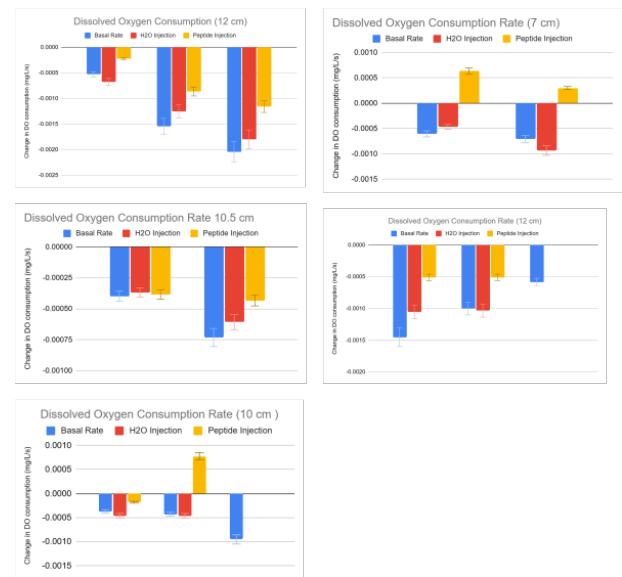 Dissolved Oxygen Consumption (12 cm)
Basal Rate H2O Injection Peptide Injection
Change in DO consumption (mg/L/s)
0.0000
-0.0005
-0.0010
-0.0015
-0.0020
-0.0025
Dissolved Oxygen Consumption Rate (7 cm)
Basal Rate H2O Injection Peptide Injection
Change in DO consumption (mg/L/s)
0.0010
0.0005
0.0000
-0.0005
-0.0010
-0.0015
Dissolved Oxygen Consumption Rate 10.5 cm
Basal Rate H2O Injection Peptide Injection
Change in DO consumption (mg/L/s)
0.00000
-0.00025
-0.00050
-0.00075
-0.00100
Dissolved Oxygen Consumption Rate (12 cm)
Basal Rate H2O Injection Peptide Injection
Change in DO consumption (mg/L/s)
0.0000
-0.0005
-0.0010
-0.0015
-0.0020
Dissolved Oxygen Consumption Rate (10 cm )
Basal Rate H2O Injection Peptide Injection
Change in DO consumption (mg/L/s)
0.0010
0.0005
0.0000
-0.0005
-0.0010
-0.0015